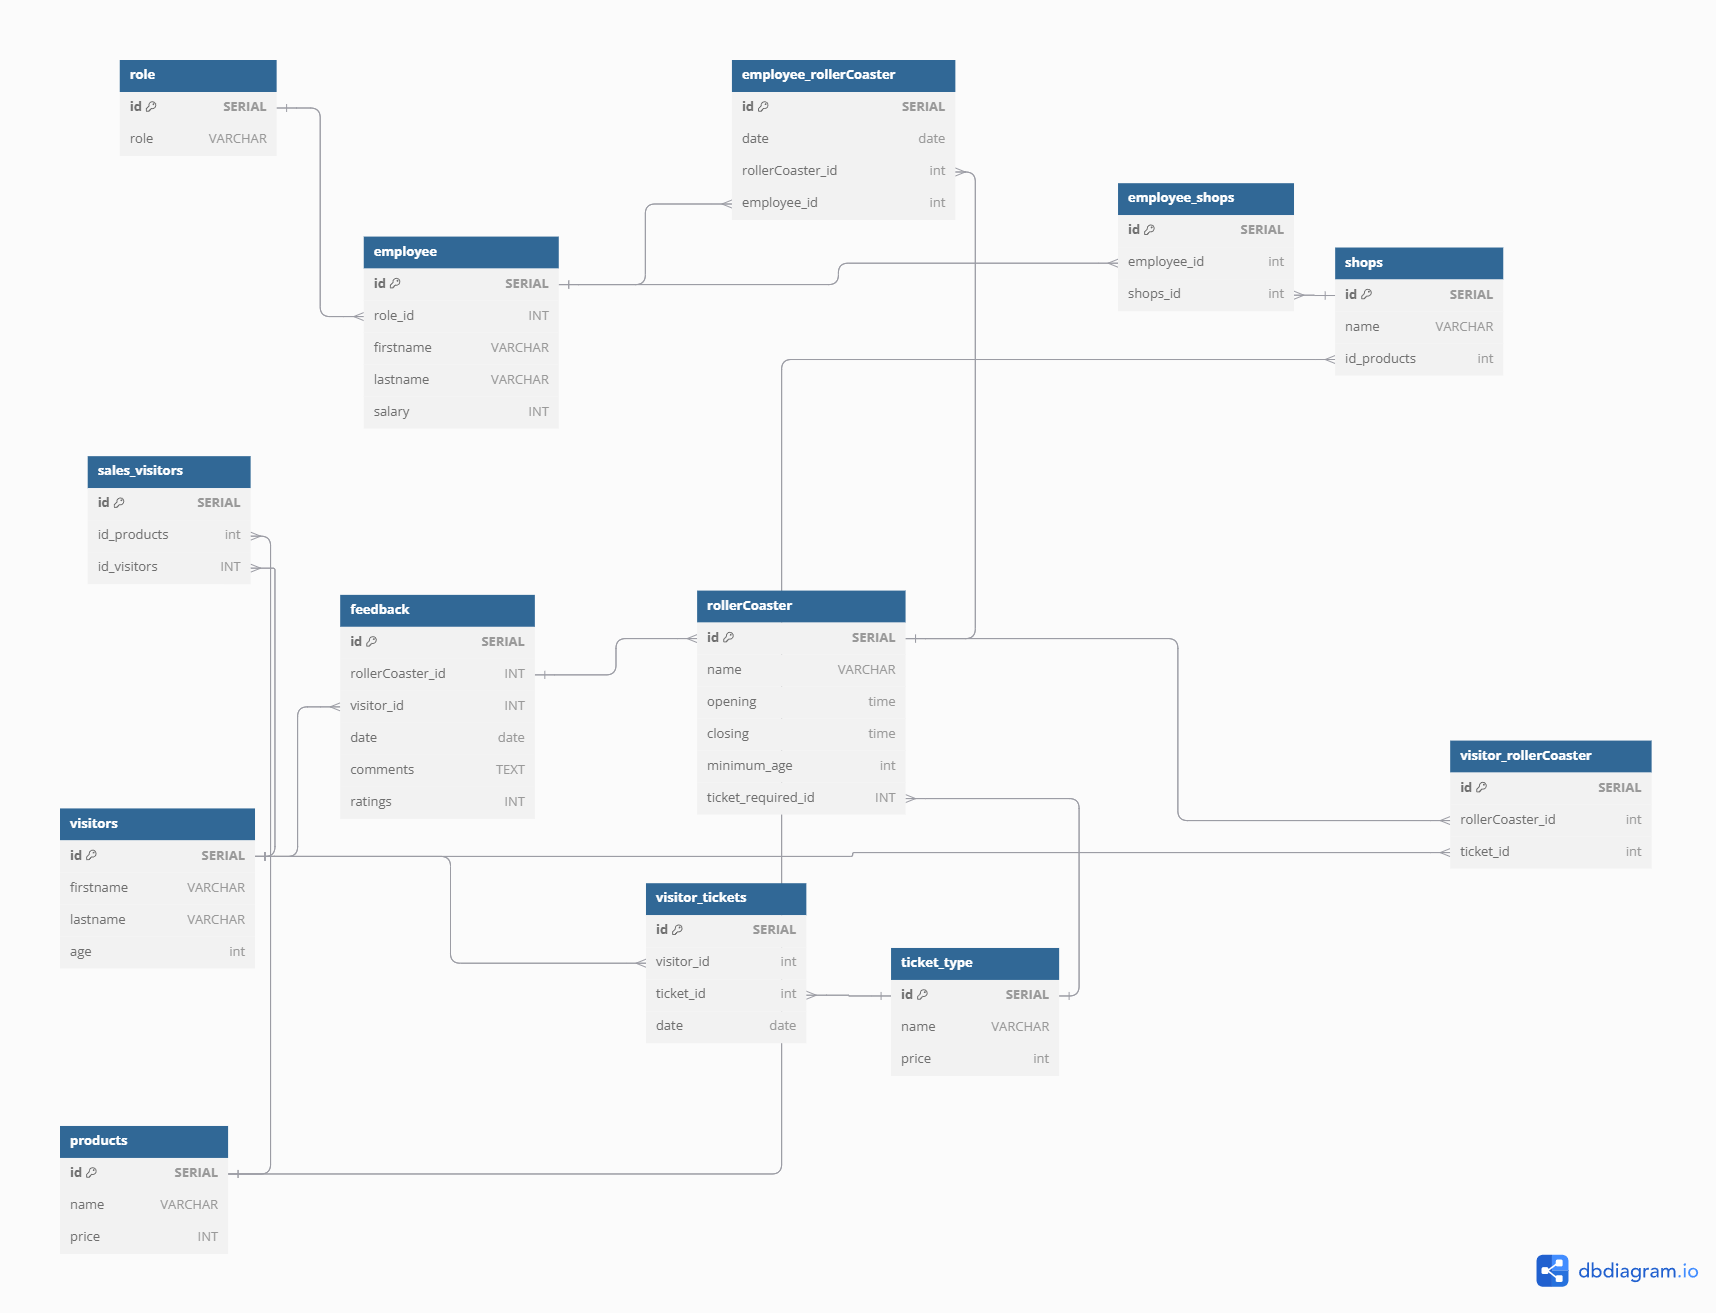 role
id SERIAL
role VARCHAR
employee_rollerCoaster
id SERIAL
date date
rollerCoaster_id int
employee_id int
employee_shops
id SERIAL
employee_id int
shops_id int
shops
id SERIAL
name VARCHAR
id_products int
employee
id SERIAL
role_id INT
firstname VARCHAR
lastname VARCHAR
salary INT
sales_visitors
id SERIAL
id_products int
id_visitors INT
feedback
id SERIAL
rollerCoaster_id INT
visitor_id INT
date date
comments TEXT
ratings INT
rollerCoaster
id SERIAL
name VARCHAR
opening time
closing time
minimum_age int
ticket_required_id INT
visitor_rollerCoaster
id SERIAL
rollerCoaster_id int
ticket_id int
visitors
id SERIAL
firstname VARCHAR
lastname VARCHAR
age int
visitor_tickets
id SERIAL
visitor_id int
ticket_id int
date date
ticket_type
id SERIAL
name VARCHAR
price int
products
id SERIAL
name VARCHAR
price INT
dbdiagram.io